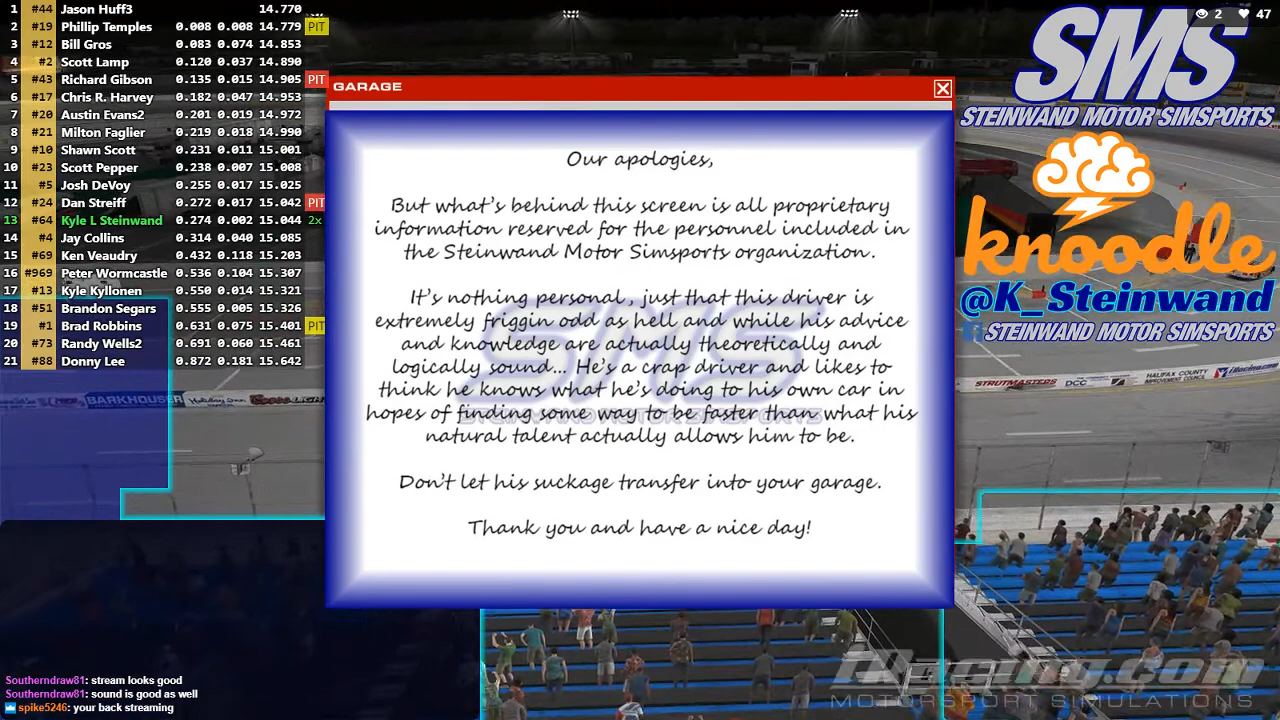 1 #44 Jason Huff3 14.770
2 #19 Phillip Temples 0.008 0.008 14.779 PIT
3 #12 Bill Gros 0.083 0.074 14.853
4 #2 Scott Lamp 0.120 0.037 14.890
5 #43 Richard Gibson 0.135 0.015 14.905 PIT
6 #17 Chris R. Harvey 0.182 0.047 14.953
7 #20 Austin Evans2 0.201 0.019 14.972
8 #21 Milton Faglier 0.219 0.018 14.990
9 #10 Shawn Scott 0.231 0.011 15.001
10 #23 Scott Pepper 0.238 0.007 15.008
11 #5 Josh DeVoy 0.255 0.017 15.025
12 #24 Dan Streiff 0.272 0.017 15.042 PIT
13 #64 Kyle L Steinwand 0.274 0.002 15.044 2x
14 #4 Jay Collins 0.314 0.040 15.085
15 #69 Ken Veaudry 0.432 0.118 15.203
16 #969 Peter Wormcastle 0.536 0.104 15.307
17 #13 Kyle Kyllonen 0.550 0.014 15.321
18 #51 Brandon Segars 0.555 0.005 15.326
19 #1 Brad Robbins 0.631 0.075 15.401 PIT
20 #73 Randy Wells2 0.691 0.060 15.461
21 #88 Donny Lee 0.872 0.181 15.642
GARAGE
Our apologies,
But what's behind this screen is all proprietary
information reserved for the personnel included in
the Steinwand Motor Simsports organization.
It's nothing personal, just that this driver is
extremely friggin odd as hell and while his advice
and knowledge are actually theoretically and
logically sound... He's a crap driver and likes to
think he knows what he's doing to his own car in
hopes of finding some way to be faster than what his
natural talent actually allows him to be.
Don't let his suckage transfer into your garage.
Thank you and have a nice day!
SMS
STEINWAND MOTOR SIMSPORTS
2 47
SMS
STEINWAND MOTOR SIMSPORTS
knoodle
@K_Steinwand
STEINWAND MOTOR SIMSPORTS
STRUTMASTERS
DCC
HALIFAX COUNTY
IMPROVEMENT COUNCIL
iRacing.com
BARKHOUSER
Holiday Inn
Southerndraw81: stream looks good
Southerndraw81: sound is good as well
spike5246: your back streaming
iRacing.com
MOTORSPORT SIMULATIONS